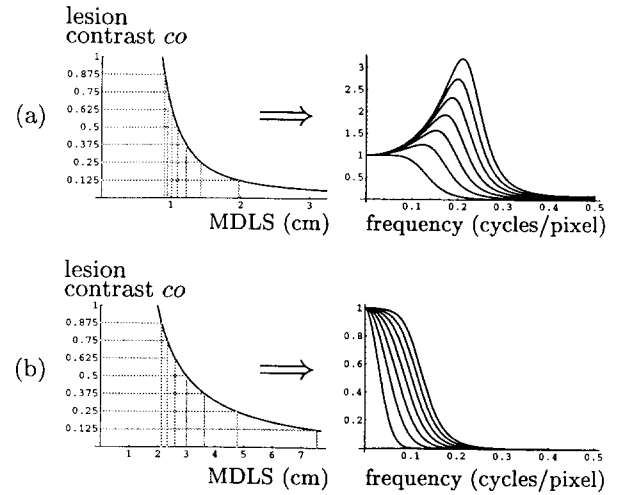 lesion
contrast co
0.875
0.75
0.625
0.5
0.375
0.25
0.125
1 2 3
MDLS (cm)
(a)
3
2.5
2
1.5
1
0.5
0.1 0.2 0.3 0.4 0.5
frequency (cycles/pixel)
lesion
contrast co
1
0.875
0.75
0.625
0.5
0.375
0.25
0.125
1 2 3 4 5 6 7
MDLS (cm)
(b)
1
0.8
0.6
0.4
0.2
0.1 0.2 0.3 0.4 0.5
frequency (cycles/pixel)